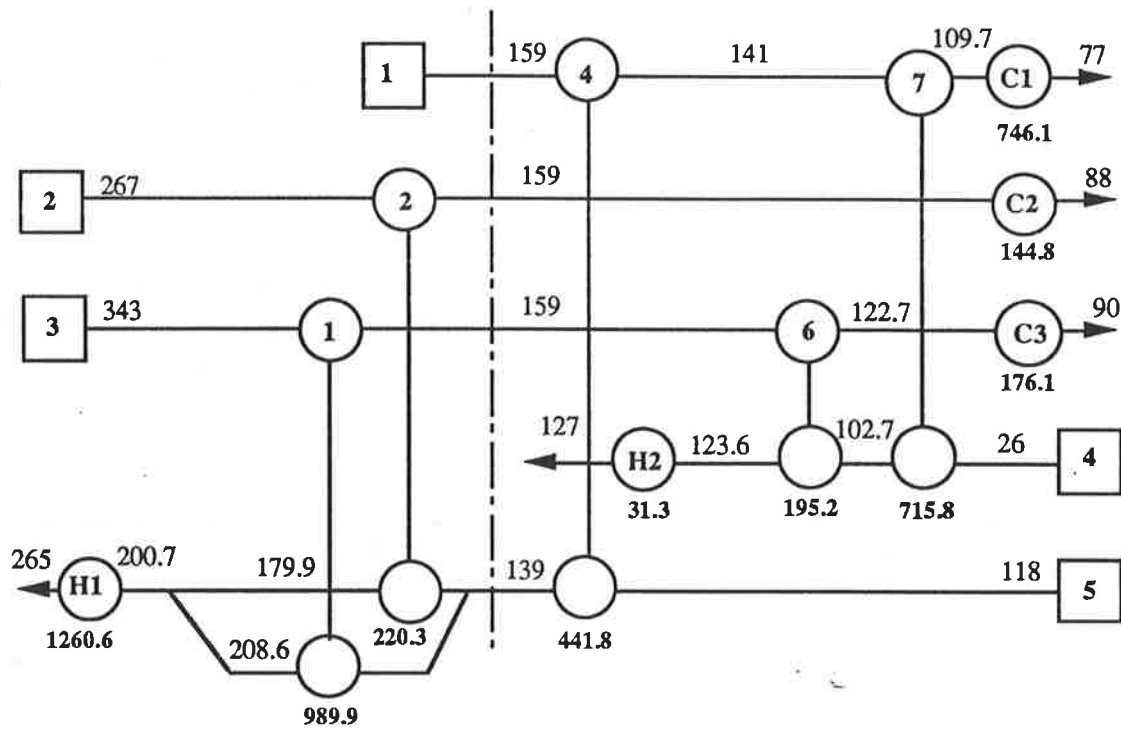 1 159 4 141 7 109.7 C1 77
746.1
2 267 2 159 C2 88
144.8
3 343 1 159 6 122.7 C3 90
176.1
127 H2 123.6 102.7 26 4
31.3 195.2 715.8
265 H1 200.7 179.9 139 118 5
1260.6 220.3 441.8
208.6
989.9